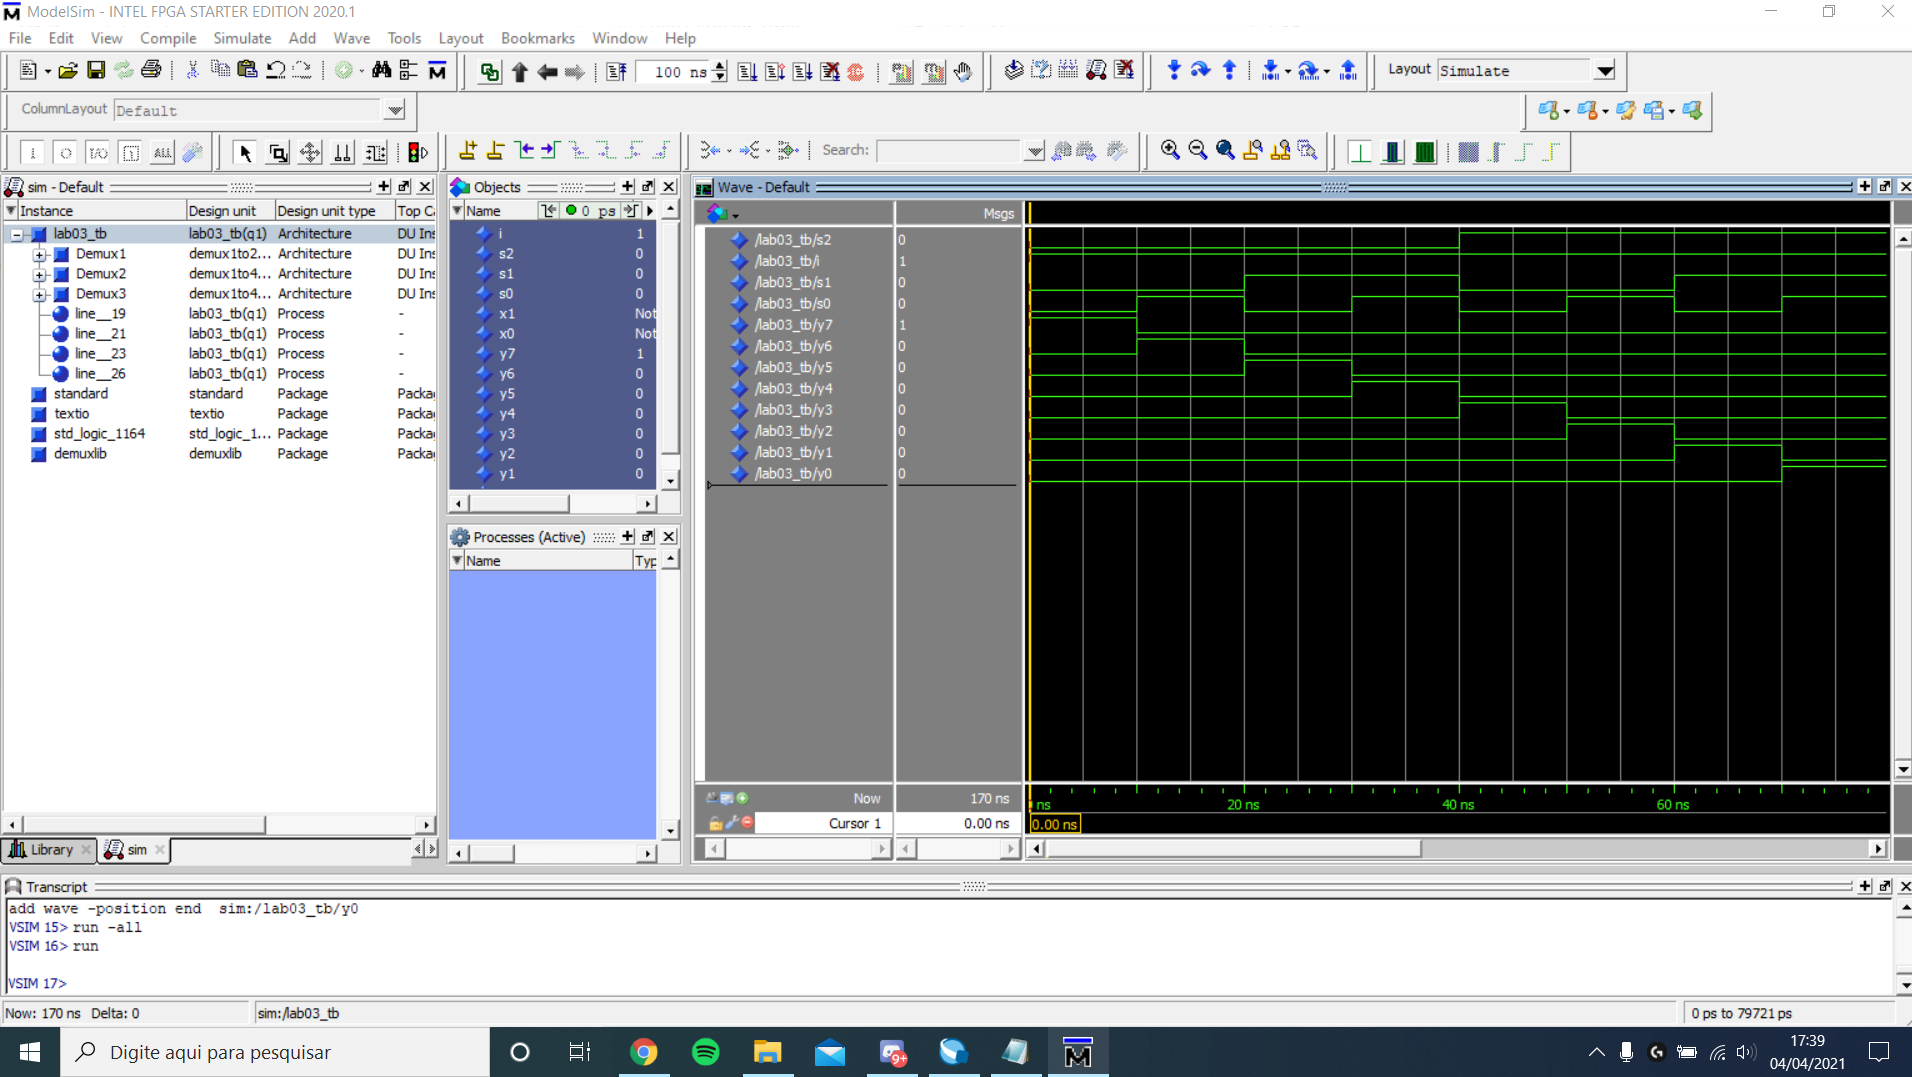 ModelSim - INTEL FPGA STARTER EDITION 2020.1
File Edit View Compile Simulate Add Wave Tools Layout Bookmarks Window Help
100 ns
Layout Simulate
ColumnLayout Default
Search:
sim - Default
Instance Design unit Design unit type Top Ca
lab03_tb lab03_tb(q1) Architecture DU Ins
Demux1 demux1to2... Architecture DU Ins
Demux2 demux1to4... Architecture DU Ins
Demux3 demux1to4... Architecture DU Ins
line__19 lab03_tb(q1) Process -
line__21 lab03_tb(q1) Process -
line__23 lab03_tb(q1) Process -
line__26 lab03_tb(q1) Process -
standard standard Package Packa
textio textio Package Packa
std_logic_1164 std_logic_1... Package Packa
demuxlib demuxlib Package Packa
Library
sim
Objects
Name 0 ps
i 1
s2 0
s1 0
s0 0
x1 Not
x0 Not
y7 1
y6 0
y5 0
y4 0
y3 0
y2 0
y1 0
Processes (Active)
Name Typ
Wave - Default
Msgs
/lab03_tb/s2 0
/lab03_tb/i 1
/lab03_tb/s1 0
/lab03_tb/s0 0
/lab03_tb/y7 1
/lab03_tb/y6 0
/lab03_tb/y5 0
/lab03_tb/y4 0
/lab03_tb/y3 0
/lab03_tb/y2 0
/lab03_tb/y1 0
/lab03_tb/y0 0
Now 170 ns
ns 20 ns 40 ns 60 ns
Cursor 1 0.00 ns
0.00 ns
Transcript
add wave -position end  sim:/lab03_tb/y0
VSIM 15> run -all
VSIM 16> run
VSIM 17>
Now: 170 ns Delta: 0
sim:/lab03_tb
0 ps to 79721 ps
Digite aqui para pesquisar
9+
17:39
04/04/2021